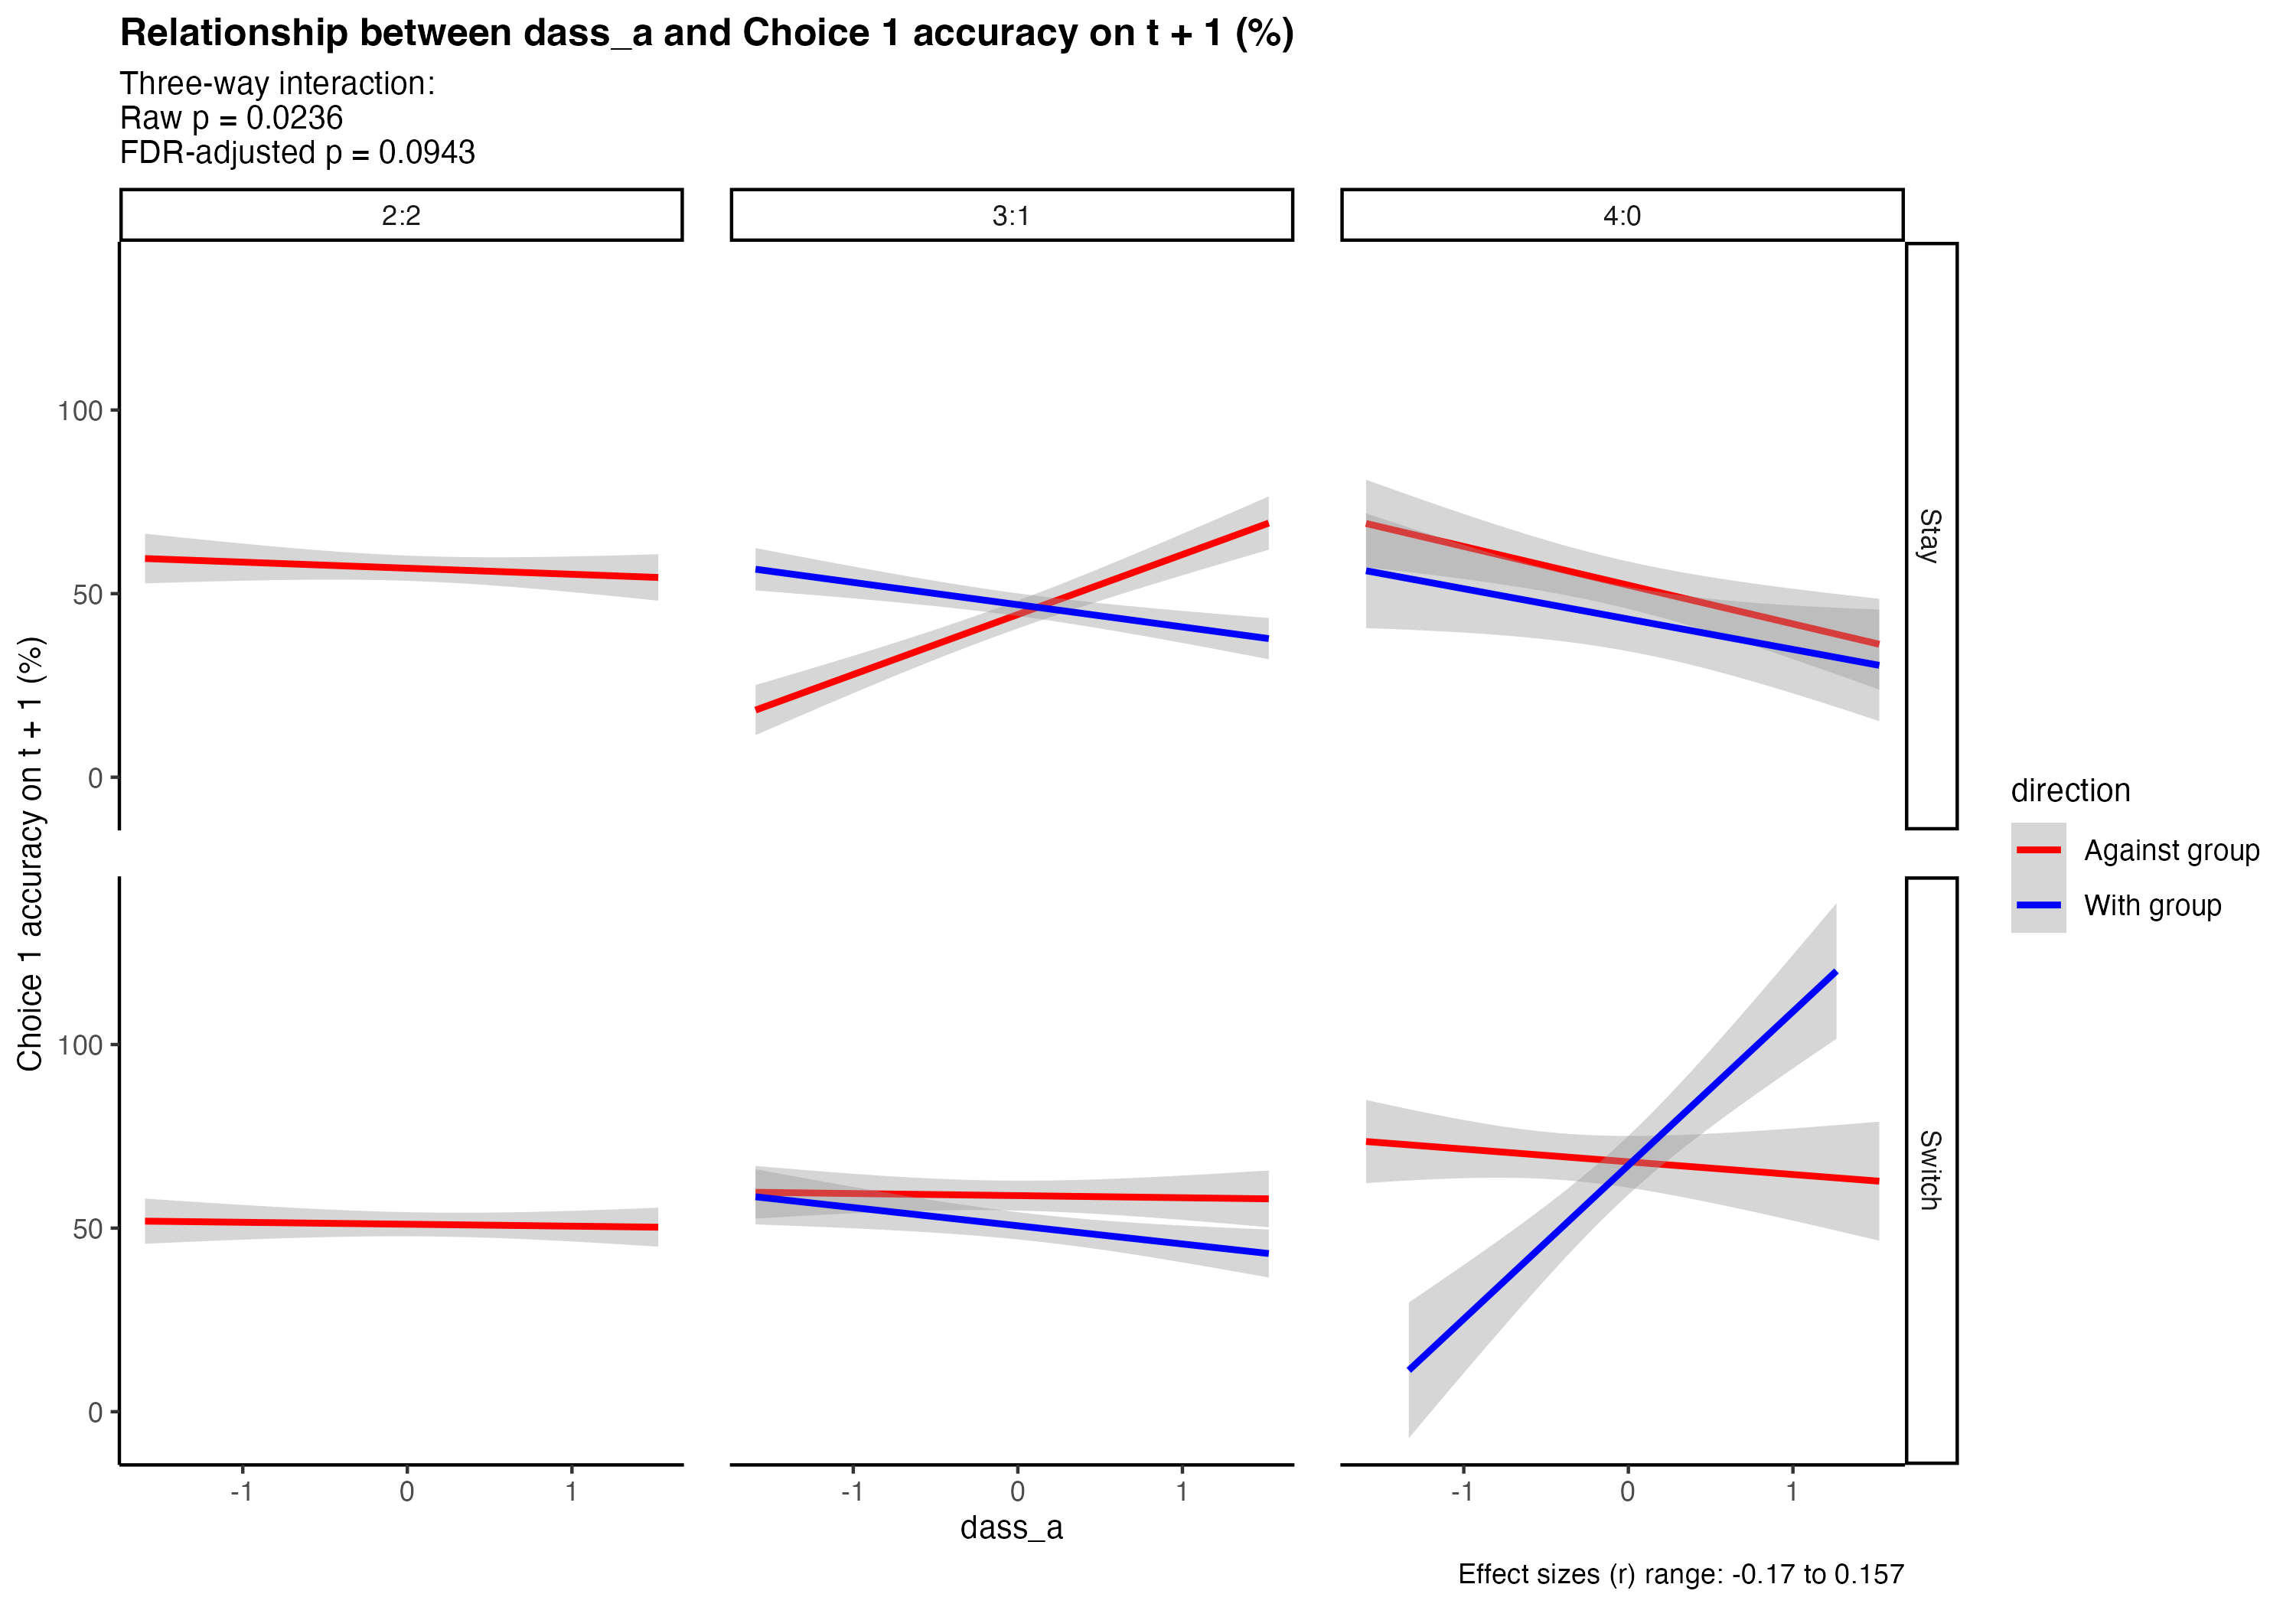 Relationship between dass_a and Choice 1 accuracy on t + 1 (%)
Three-way interaction:
Raw p = 0.0236
FDR-adjusted p = 0.0943
2:2
3:1
4:0
Choice 1 accuracy on t + 1 (%)
100
50
0
Stay
100
50
0
Switch
-1
0
1
-1
0
1
-1
0
1
dass_a
direction
Against group
With group
Effect sizes (r) range: -0.17 to 0.157